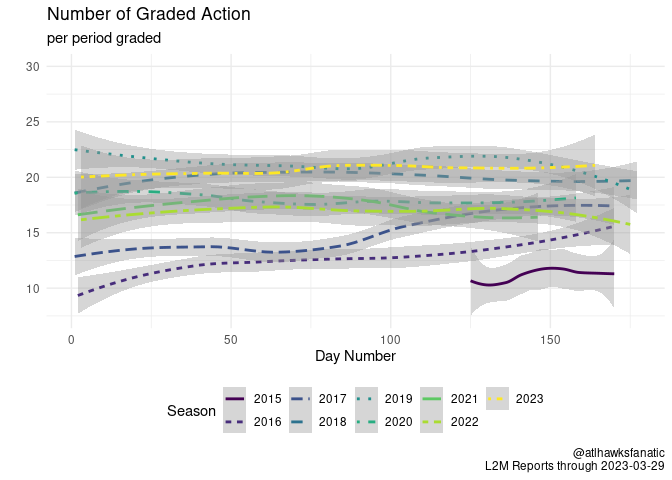 Number of Graded Action
per period graded
30
25
20
15
10
0 50 100 150
Day Number
Season
2015 2017 2019 2021 2023
2016 2018 2020 2022
@atlhawksfanatic
L2M Reports through 2023-03-29